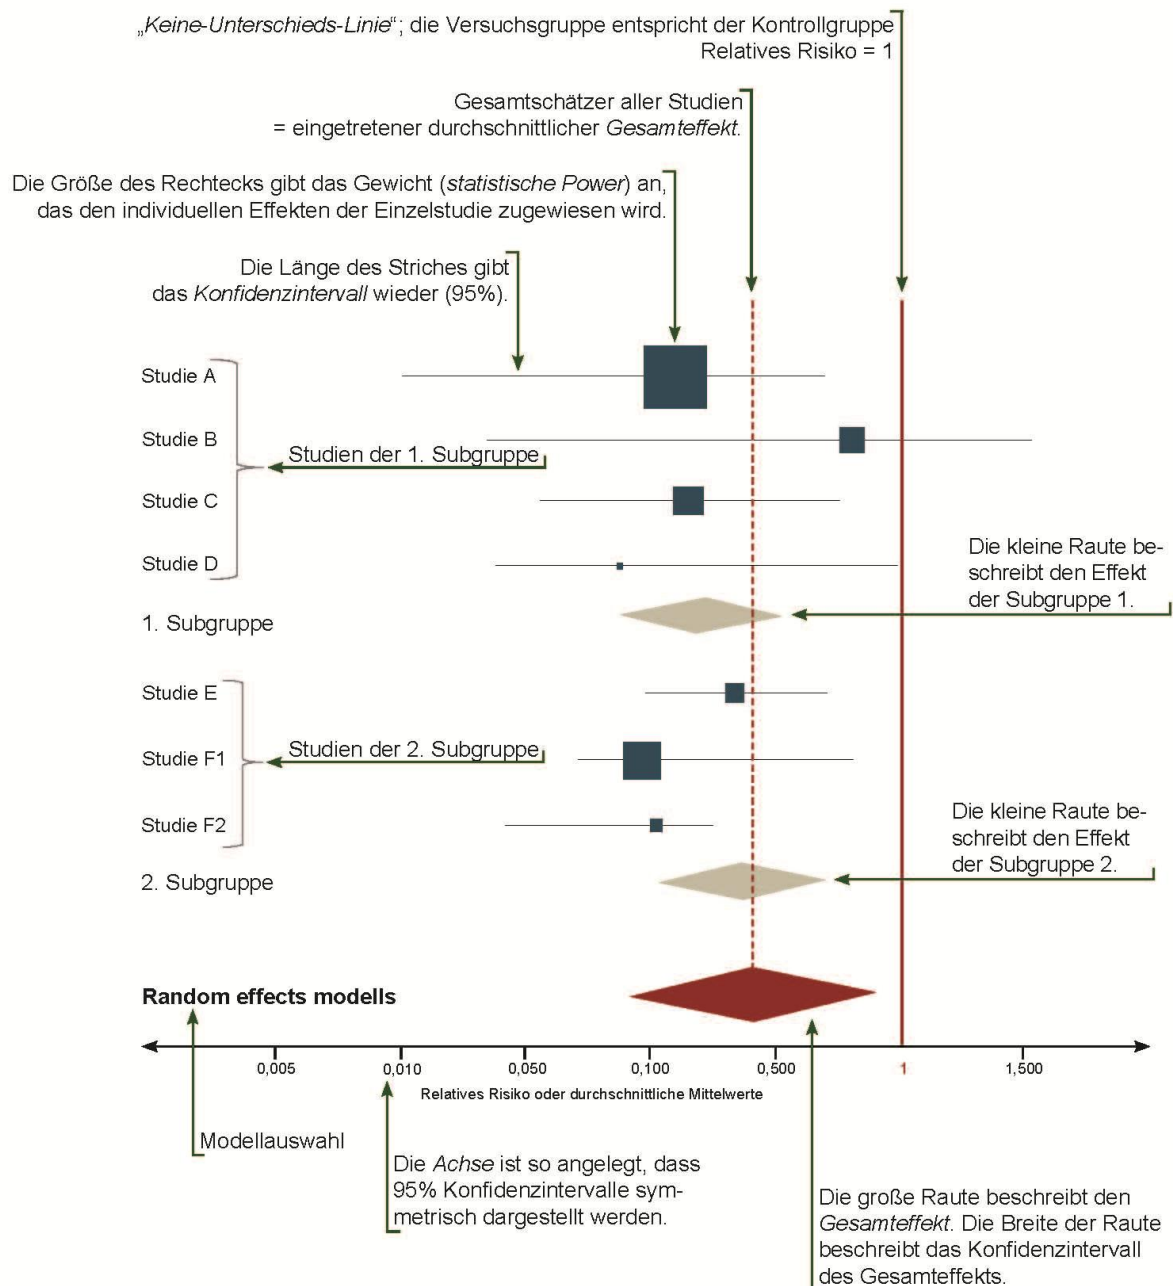 „Keine-Unterschieds-Linie“; die Versuchsgruppe entspricht der Kontrollgruppe
Relatives Risiko = 1
Gesamtschätzer aller Studien
= eingetretener durchschnittlicher Gesamteffekt.
Die Größe des Rechtecks gibt das Gewicht (statistische Power) an,
das den individuellen Effekten der Einzelstudie zugewiesen wird.
Die Länge des Striches gibt
das Konfidenzintervall wieder (95%).
Studie A
Studie B
Studien der 1. Subgruppe
Studie C
Studie D
Die kleine Raute be-
schreibt den Effekt
der Subgruppe 1.
1. Subgruppe
Studie E
Studie F1
Studien der 2. Subgruppe
Studie F2
Die kleine Raute be-
schreibt den Effekt
der Subgruppe 2.
2. Subgruppe
Random effects modells
0,005 0,010 0,050 0,100 0,500 1 1,500
Relatives Risiko oder durchschnittliche Mittelwerte
Modellauswahl
Die Achse ist so angelegt, dass
95% Konfidenzintervalle sym-
metrisch dargestellt werden.
Die große Raute beschreibt den
Gesamteffekt. Die Breite der Raute
beschreibt das Konfidenzintervall
des Gesamteffekts.